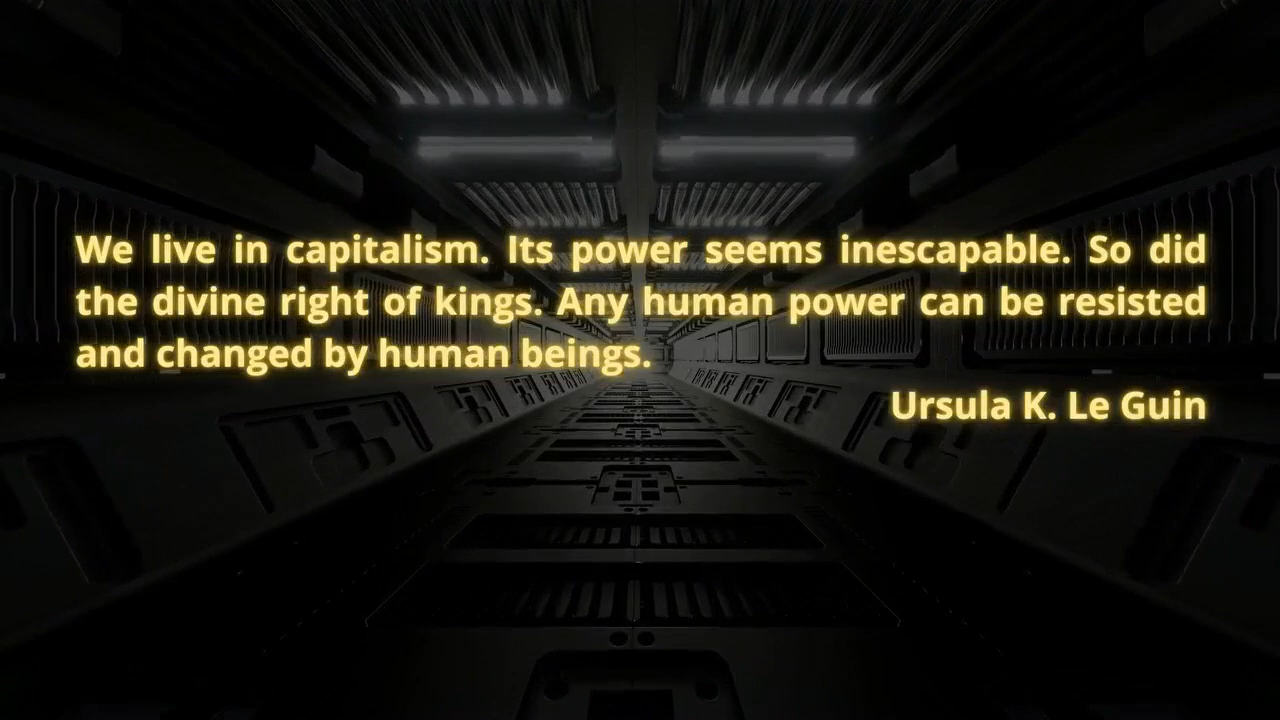 We live in capitalism. Its power seems inescapable. So did
the divine right of kings. Any human power can be resisted
and changed by human beings.
Ursula K. Le Guin